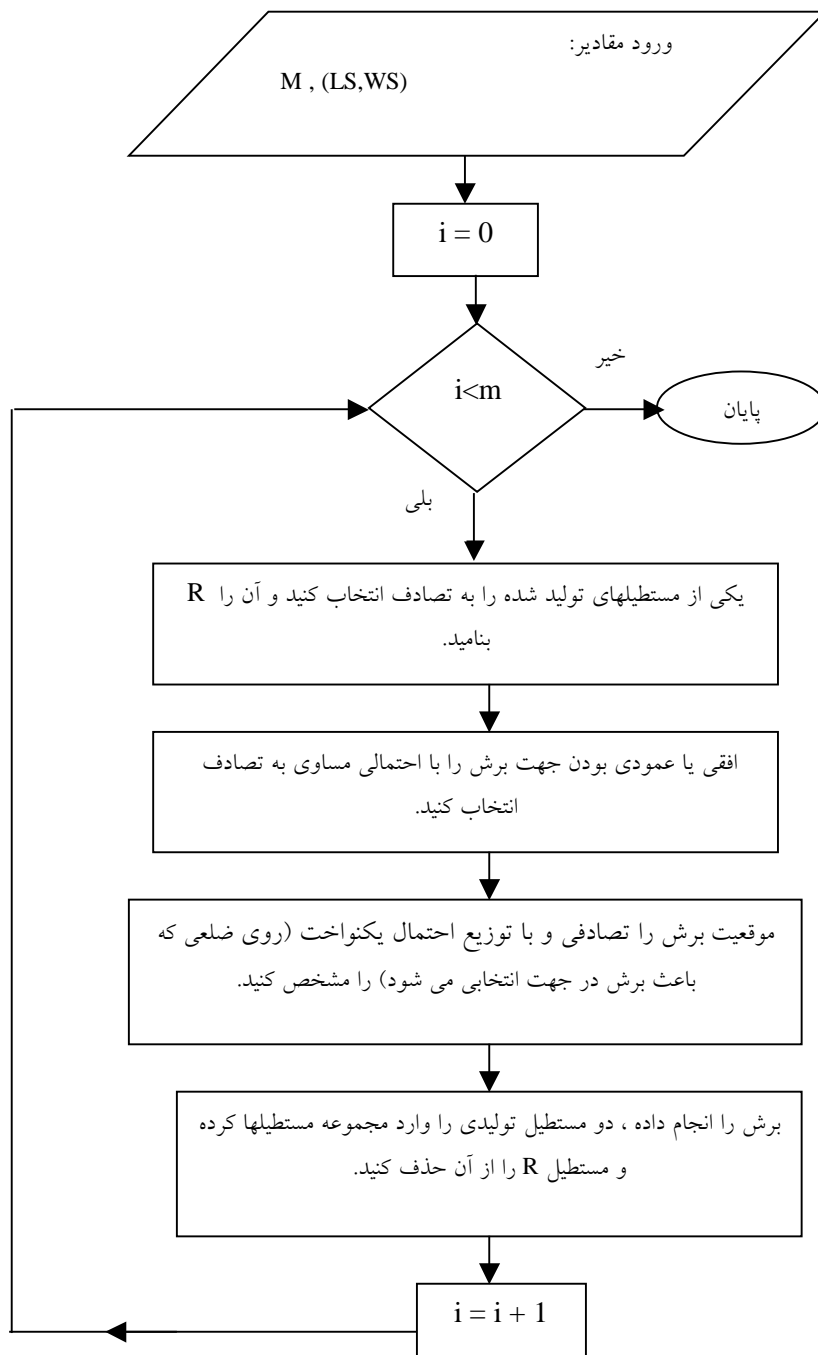 ورود مقادیر:
M , (LS,WS)
i = 0
i<m
خیر
پایان
بلی
یکی از مستطیلهای تولید شده را به تصادف انتخاب کنید و آن را R
بنامید.
افقی یا عمودی بودن جهت برش را با احتمالی مساوی به تصادف
انتخاب کنید.
موقعیت برش را تصادفی و با توزیع احتمال یکنواخت (روی ضلعی که
باعث برش در جهت انتخابی می شود) را مشخص کنید.
برش را انجام داده ، دو مستطیل تولیدی را وارد مجموعه مستطیلها کرده
و مستطیل R را از آن حذف کنید.
i = i + 1